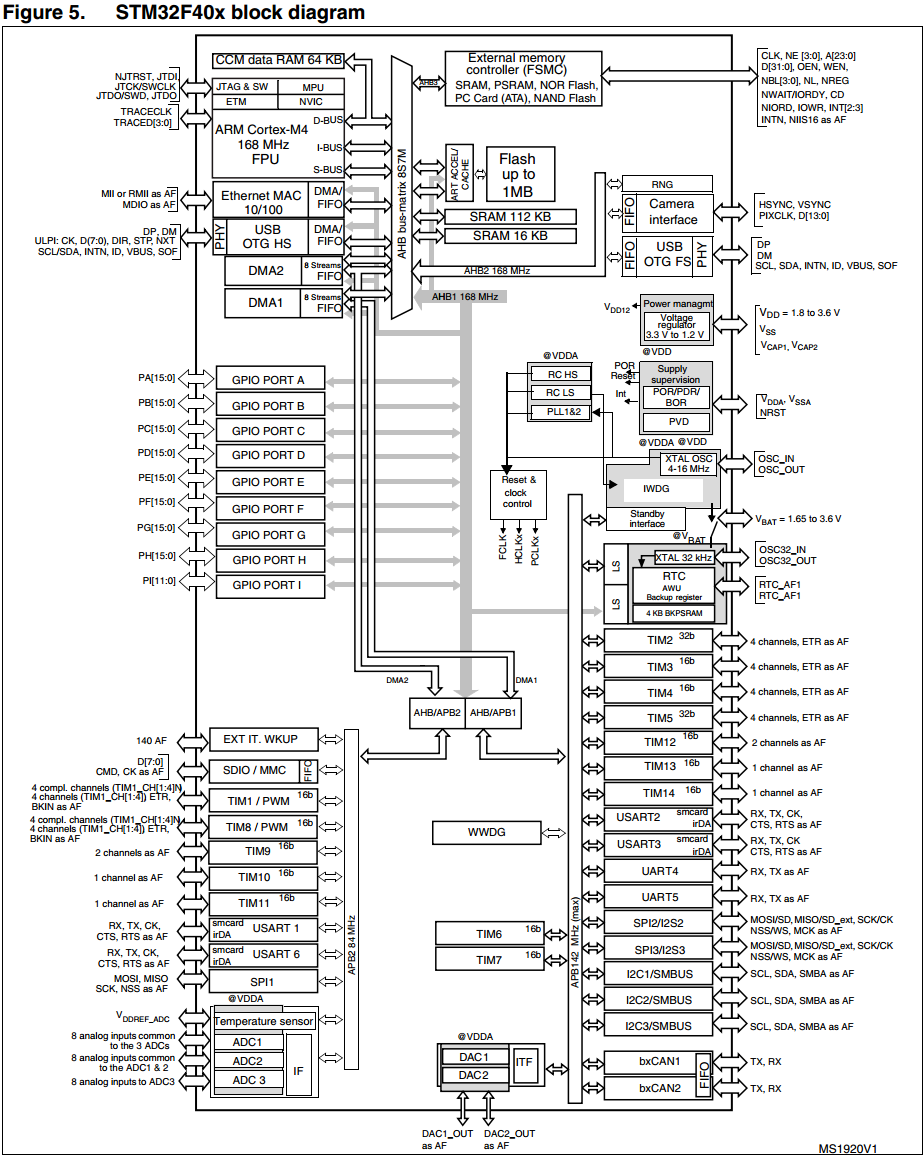 Figure 5. STM32F40x block diagram
CCM data RAM 64 KB
NJTRST, JTDI,
JTCK/SWCLK
JTDO/SWD, JTDO
TRACECLK
TRACED[3:0]
JTAG & SW
MPU
ETM
NVIC
ARM Cortex-M4
168 MHz
FPU
D-BUS
I-BUS
S-BUS
MII or RMII as AF
MDIO as AF
Ethernet MAC
10/100
DMA/
FIFO
DP, DM
ULPI: CK, D(7:0), DIR, STP, NXT
SCL/SDA, INTN, ID, VBUS, SOF
PHY
USB
OTG HS
DMA/
FIFO
DMA2
8 Streams
FIFO
DMA1
8 Streams
FIFO
AHB bus-matrix 8S7M
AHB3
External memory
controller (FSMC)
SRAM, PSRAM, NOR Flash,
PC Card (ATA), NAND Flash
CLK, NE [3:0], A[23:0]
D[31:0], OEN, WEN,
NBL[3:0], NL, NREG
NWAIT/IORDY, CD
NIORD, IOWR, INT[2:3]
INTN, NIIS16 as AF
ART ACCEL/
CACHE
Flash
up to
1MB
SRAM 112 KB
SRAM 16 KB
AHB2 168 MHz
AHB1 168 MHz
RNG
FIFO
Camera
interface
HSYNC, VSYNC
PIXCLK, D[13:0]
FIFO
USB
OTG FS
PHY
DP
DM
SCL, SDA, INTN, ID, VBUS, SOF
VDD12
Power managmt
Voltage
regulator
3.3 V to 1.2 V
@VDD
VDD = 1.8 to 3.6 V
VSS
VCAP1, VCAP2
@VDDA
RC HS
RC LS
PLL1&2
POR
Reset
Int
Supply
supervision
POR/PDR/
BOR
PVD
VDDA, VSSA
NRST
@VDDA @VDD
XTAL OSC
4-16 MHz
OSC_IN
OSC_OUT
IWDG
Reset &
clock
control
FCLK
HCLKx
PCLKx
Standby
interface
VBAT = 1.65 to 3.6 V
@VBAT
LS
LS
XTAL 32 kHz
OSC32_IN
OSC32_OUT
RTC
AWU
Backup register
RTC_AF1
RTC_AF1
4 KB BKPSRAM
PA[15:0]
GPIO PORT A
PB[15:0]
GPIO PORT B
PC[15:0]
GPIO PORT C
PD[15:0]
GPIO PORT D
PE[15:0]
GPIO PORT E
PF[15:0]
GPIO PORT F
PG[15:0]
GPIO PORT G
PH[15:0]
GPIO PORT H
PI[11:0]
GPIO PORT I
DMA2
DMA1
AHB/APB2
AHB/APB1
TIM2 32b
4 channels, ETR as AF
TIM3 16b
4 channels, ETR as AF
TIM4 16b
4 channels, ETR as AF
TIM5 32b
4 channels, ETR as AF
TIM12 16b
2 channels as AF
TIM13 16b
1 channel as AF
TIM14 16b
1 channel as AF
USART2
smcard
irDA
RX, TX, CK,
CTS, RTS as AF
USART3
smcard
irDA
RX, TX, CK
CTS, RTS as AF
UART4
RX, TX as AF
UART5
RX, TX as AF
SPI2/I2S2
MOSI/SD, MISO/SD_ext, SCK/CK
NSS/WS, MCK as AF
SPI3/I2S3
MOSI/SD, MISO/SD_ext, SCK/CK
NSS/WS, MCK as AF
I2C1/SMBUS
SCL, SDA, SMBA as AF
I2C2/SMBUS
SCL, SDA, SMBA as AF
I2C3/SMBUS
SCL, SDA, SMBA as AF
bxCAN1
TX, RX
bxCAN2
TX, RX
FIFO
APB142 MHz (max)
WWDG
TIM6 16b
TIM7 16b
@VDDA
DAC1
DAC2
ITF
DAC1_OUT
as AF
DAC2_OUT
as AF
140 AF
EXT IT. WKUP
D[7:0]
CMD, CK as AF
SDIO / MMC
FIFO
4 compl. channels (TIM1_CH[1:4]N
4 channels (TIM1_CH[1:4]) ETR,
BKIN as AF
TIM1 / PWM 16b
4 compl. channels (TIM1_CH[1:4]N
4 channels (TIM1_CH[1:4]) ETR,
BKIN as AF
TIM8 / PWM 16b
2 channels as AF
TIM9 16b
1 channel as AF
TIM10 16b
1 channel as AF
TIM11 16b
RX, TX, CK,
CTS, RTS as AF
smcard
irDA
USART 1
RX, TX, CK,
CTS, RTS as AF
smcard
irDA
USART 6
MOSI, MISO
SCK, NSS as AF
SPI1
APB2 84 MHz
@VDDA
VDDREF_ADC
Temperature sensor
8 analog inputs common
to the 3 ADCs
ADC1
8 analog inputs common
to the ADC1 & 2
ADC2
8 analog inputs to ADC3
ADC 3
IF
MS1920V1